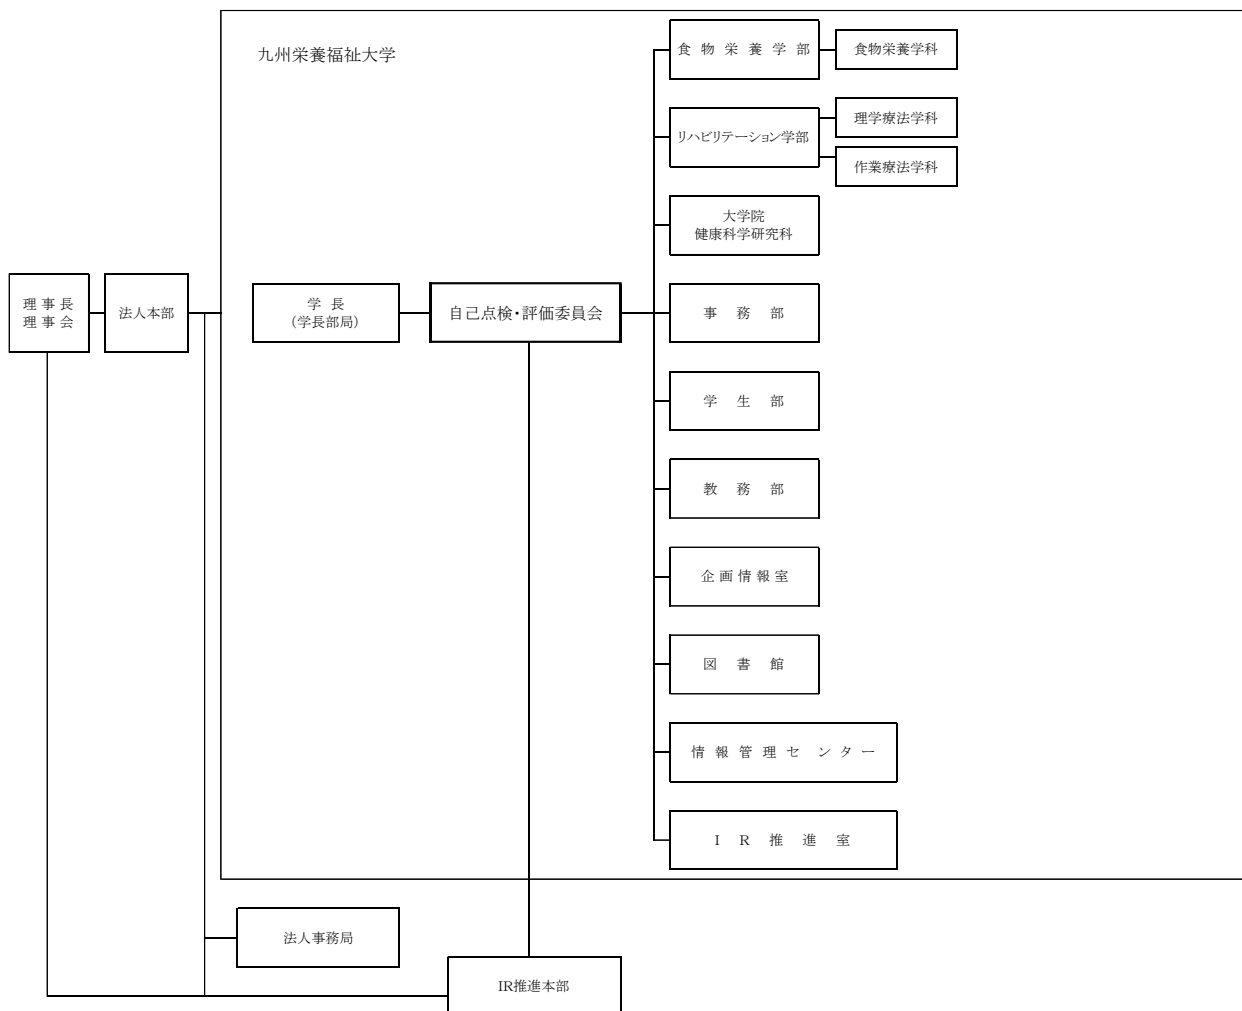 九州栄養福祉大学
食物栄養学部
食物栄養学科
リハビリテーション学部
理学療法学科
作業療法学科
大学院
健康科学研究科
理事長
理事会
法人本部
学長
(学長部局)
自己点検・評価委員会
事務部
学生部
教務部
企画情報室
図書館
情報管理センター
IR推進室
法人事務局
IR推進本部